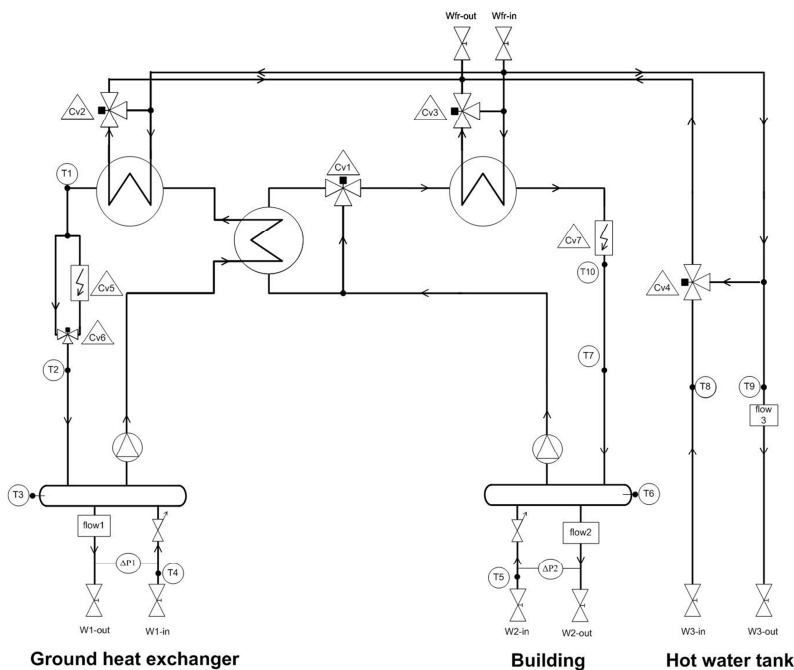 Wfr-out Wfr-in
Cv2
Cv3
Cv1
T1
Cv7
T10
Cv5
Cv4
Cv6
T2
T7
T8
T9
flow 3
T3
T6
flow1
flow2
ΔP1
T4
T5
ΔP2
W1-out
W1-in
W2-in
W2-out
W3-in
W3-out
Ground heat exchanger
Building
Hot water tank